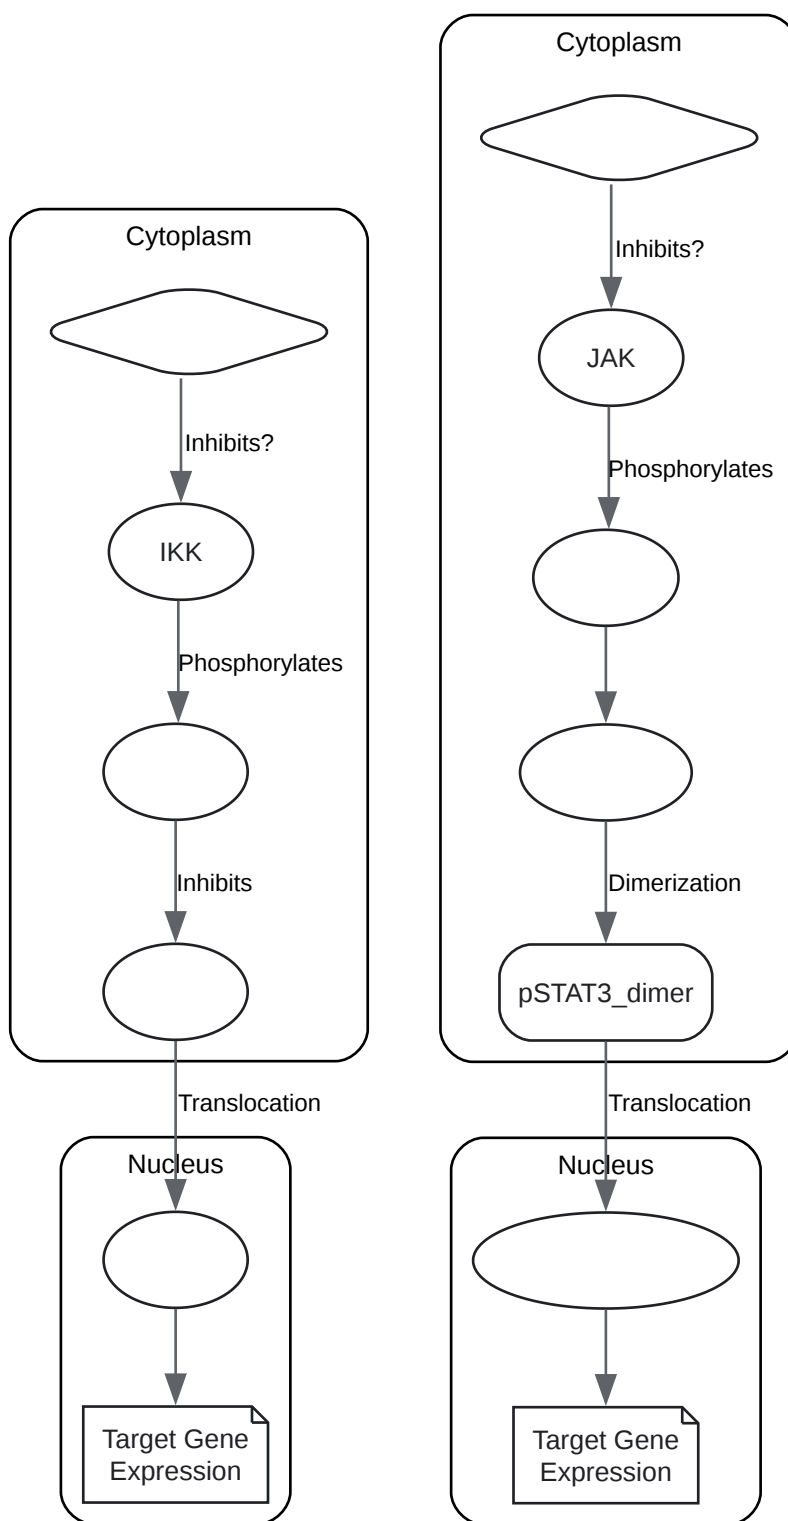 Cytoplasm
Inhibits?
IKK
Phosphorylates
Inhibits
Translocation
Nucleus
Target Gene
Expression
Cytoplasm
Inhibits?
JAK
Phosphorylates
Dimerization
pSTAT3_dimer
Translocation
Nucleus
Target Gene
Expression